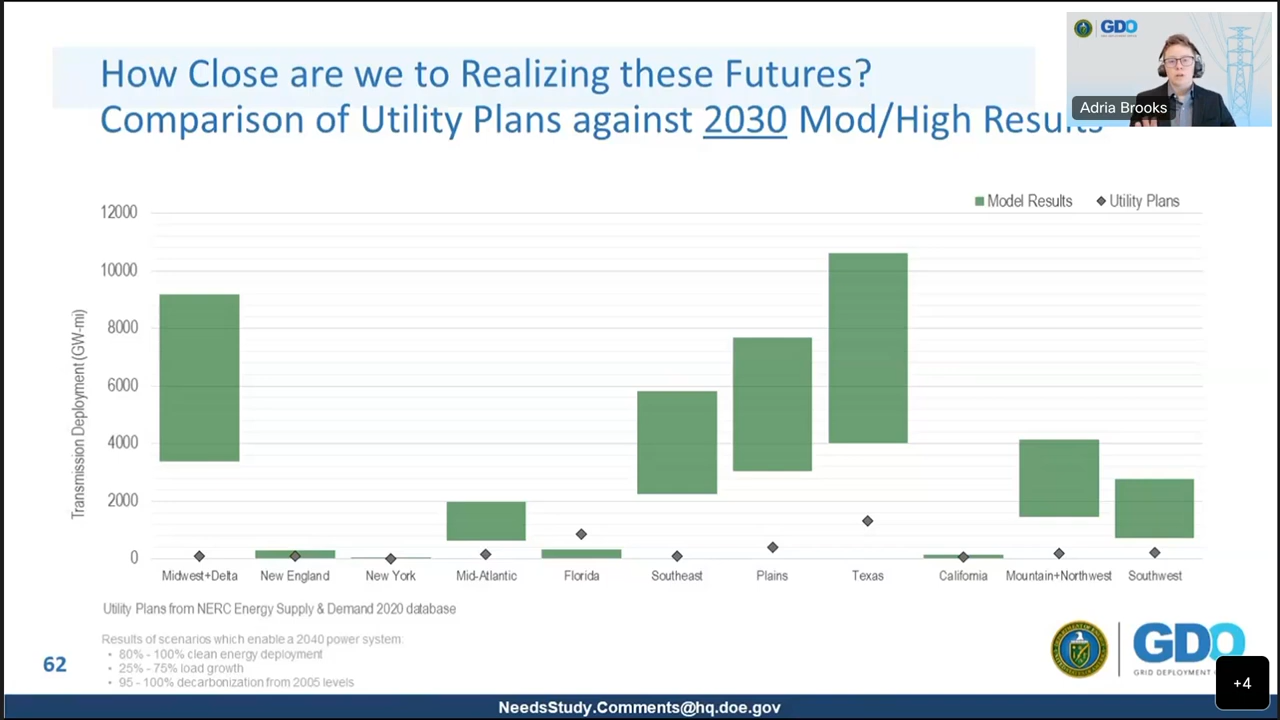 How Close are we to Realizing these Futures?
Comparison of Utility Plans against 2030 Mod/High Results
GDO
Adria Brooks
Model Results
Utility Plans
Transmission Deployment (GW-mi)
12000
10000
8000
6000
4000
2000
0
Midwest+Delta
New England
New York
Mid-Atlantic
Florida
Southeast
Plains
Texas
California
Mountain+Northwest
Southwest
Utility Plans from NERC Energy Supply & Demand 2020 database
Results of scenarios which enable a 2040 power system:
• 80% - 100% clean energy deployment
• 25% - 75% load growth
• 95 - 100% decarbonization from 2005 levels
62
GDO
GRID DEPLOYMENT
+4
NeedsStudy.Comments@hq.doe.gov